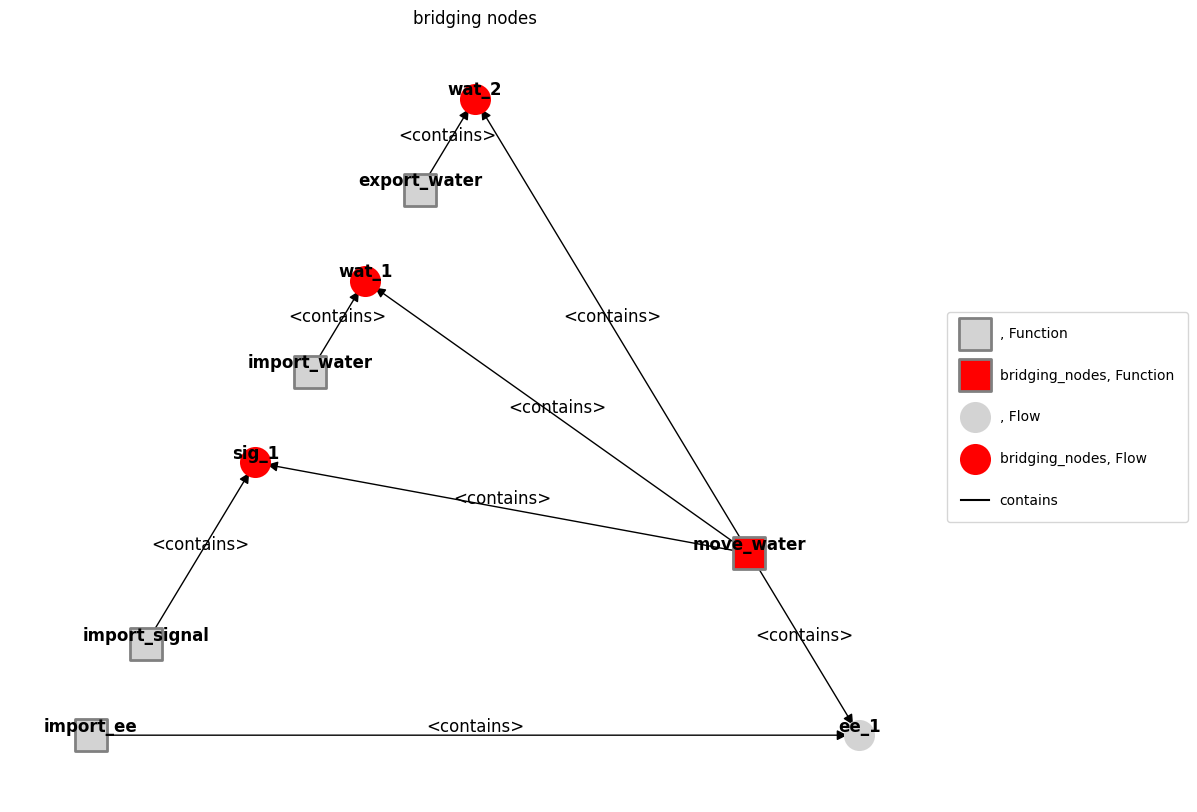 bridging nodes
wat_2
<contains>
export_water
wat_1
<contains>
<contains>
import_water
<contains>
sig_1
<contains>
<contains>
move_water
import_signal
<contains>
import_ee
<contains>
ee_1
, Function
bridging_nodes, Function
, Flow
bridging_nodes, Flow
contains